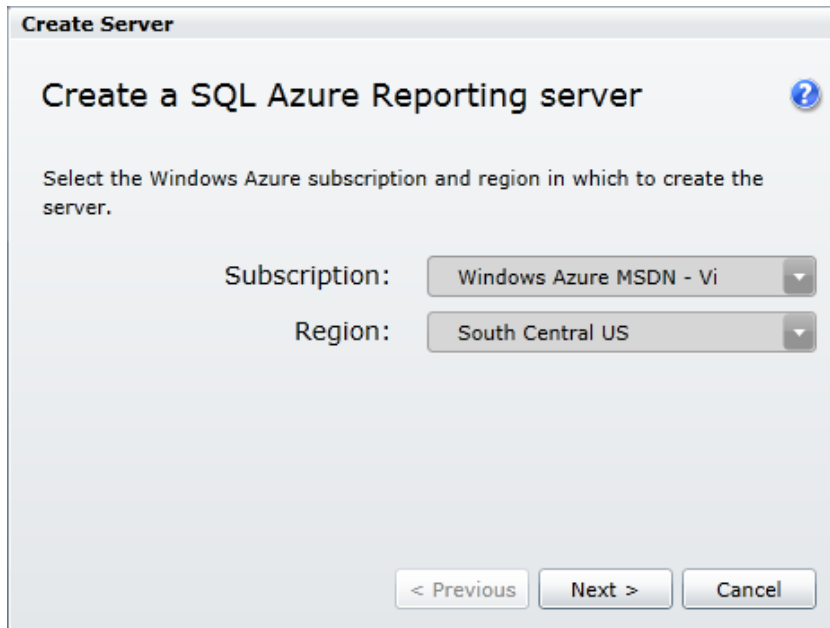 Create Server
Create a SQL Azure Reporting server
?
Select the Windows Azure subscription and region in which to create the
server.
Subscription: Windows Azure MSDN - Vi
Region: South Central US
< Previous Next > Cancel